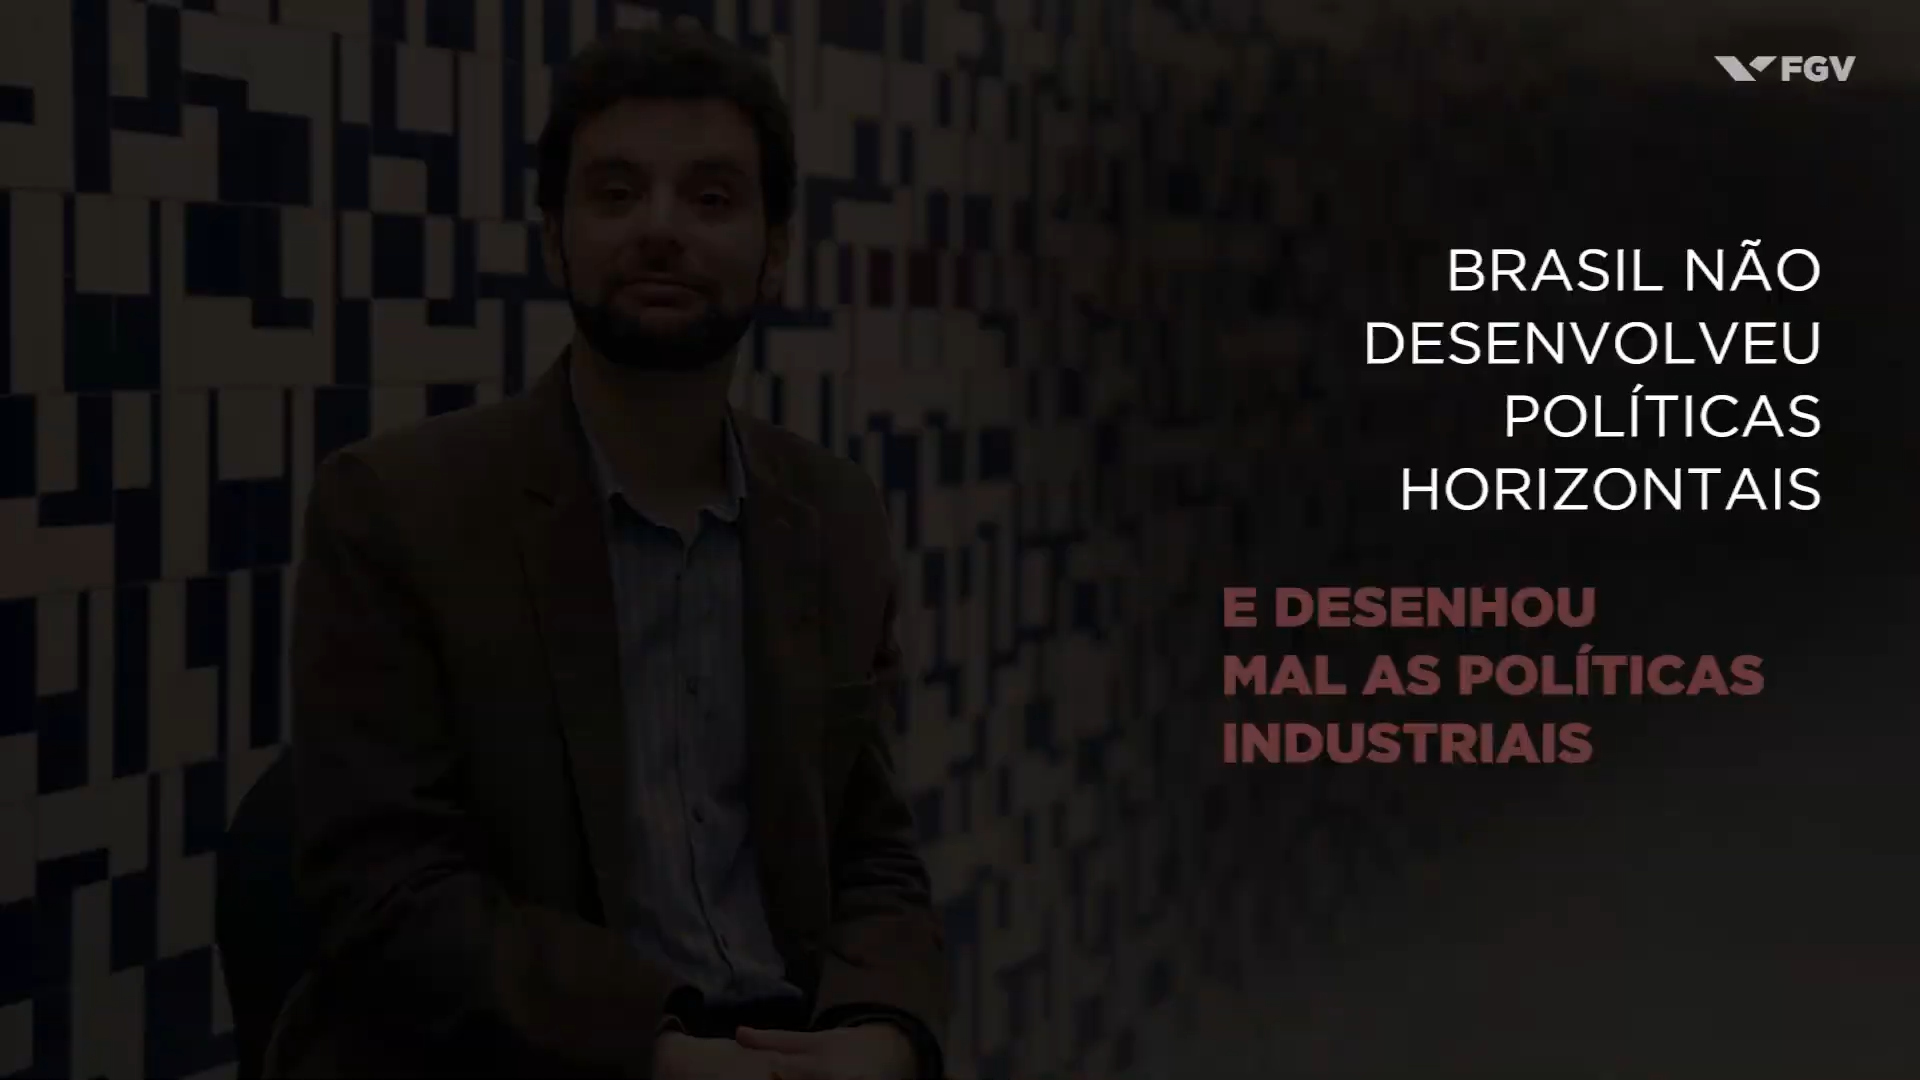 FGV
BRASIL NÃO
DESENVOLVEU
POLÍTICAS
HORIZONTAIS
E DESENHOU
MAL AS POLÍTICAS
INDUSTRIAIS